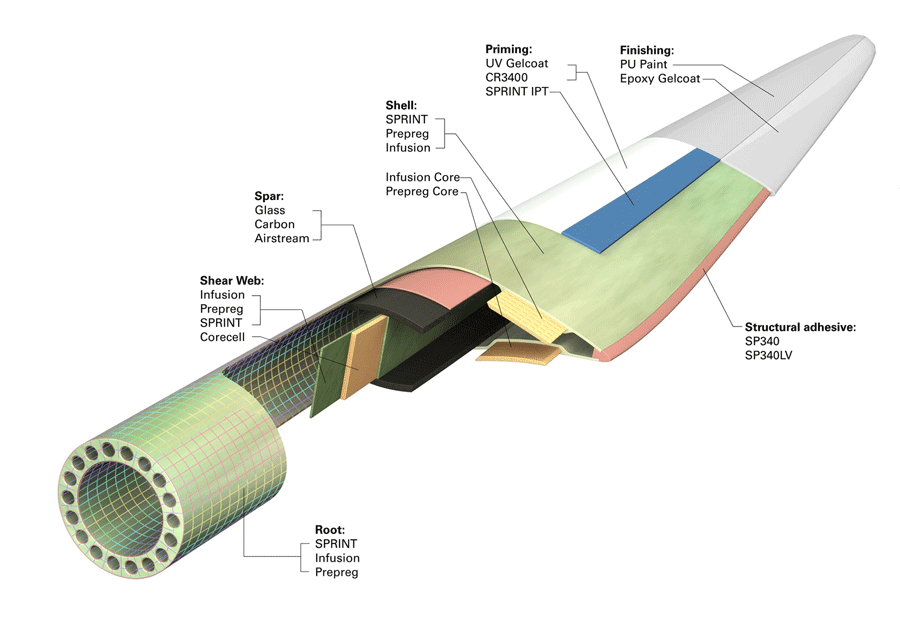 Priming:
UV Gelcoat
CR3400
SPRINT IPT
Finishing:
PU Paint
Epoxy Gelcoat
Shell:
SPRINT
Prepreg
Infusion
Infusion Core
Prepreg Core
Spar:
Glass
Carbon
Airstream
Shear Web:
Infusion
Prepreg
SPRINT
Corecell
Structural adhesive:
SP340
SP340LV
Root:
SPRINT
Infusion
Prepreg